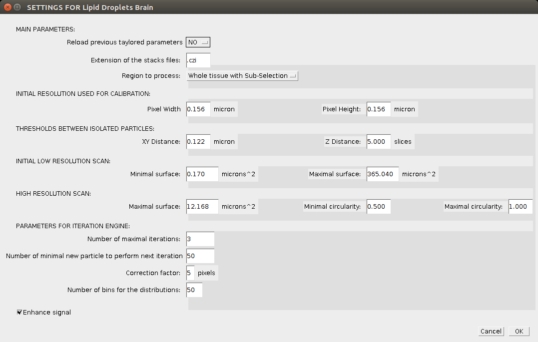 SETTINGS FOR Lipid Droplets Brain
MAIN PARAMETERS:
Reload previous taylored parameters NO
Extension of the stacks files: .czi
Region to process: Whole tissue with Sub-Selection
INITIAL RESOLUTION USED FOR CALIBRATION:
Pixel Width 0.156 micron Pixel Height: 0.156 micron
THRESHOLDS BETWEEN ISOLATED PARTICLES:
XY Distance: 0.122 micron Z Distance: 5.000 slices
INITIAL LOW RESOLUTION SCAN:
Minimal surface: 0.170 microns^2 Maximal surface: 365.040 microns^2
HIGH RESOLUTION SCAN:
Maximal surface: 12.168 microns^2 Minimal circularity: 0.500 Maximal circularity: 1.000
PARAMETERS FOR ITERATION ENGINE:
Number of maximal iterations: 3
Number of minimal new particle to perform next iteration 50
Correction factor: 5 pixels
Number of bins for the distributions: 50
Enhance signal
Cancel OK